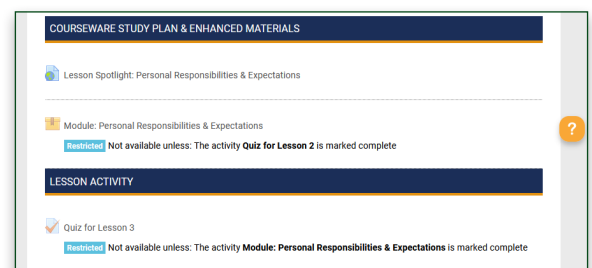 COURSEWARE STUDY PLAN & ENHANCED MATERIALS
Lesson Spotlight: Personal Responsibilities & Expectations
Module: Personal Responsibilities & Expectations
Restricted Not available unless: The activity Quiz for Lesson 2 is marked complete
?
LESSON ACTIVITY
Quiz for Lesson 3
Restricted Not available unless: The activity Module: Personal Responsibilities & Expectations is marked complete